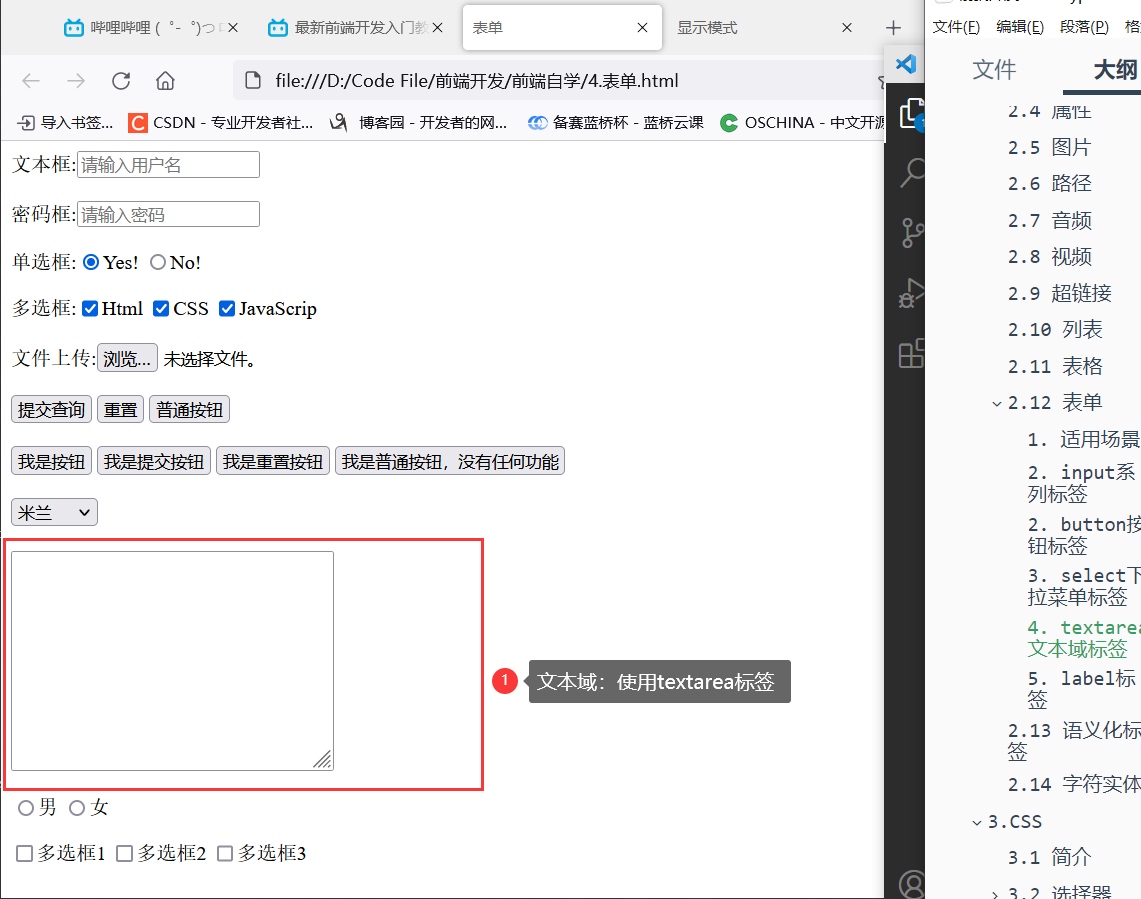 哔哩哔哩 ( ゜- ゜)つ
最新前端开发入门教
表单
显示模式
file:///D:/Code File/前端开发/前端自学/4.表单.html
导入书签...
CSDN - 专业开发者社...
博客园 - 开发者的网...
备赛蓝桥杯 - 蓝桥云课
OSCHINA - 中文开源
文本框:
请输入用户名
密码框:
请输入密码
单选框: Yes! No!
多选框: Html CSS JavaScrip
文件上传: 浏览... 未选择文件。
提交查询 重置 普通按钮
我是按钮 我是提交按钮 我是重置按钮 我是普通按钮，没有任何功能
米兰
1 文本域：使用textarea标签
男 女
多选框1 多选框2 多选框3
文件(F) 编辑(E) 段落(P) 格
文件 大纲
2.4 属性
2.5 图片
2.6 路径
2.7 音频
2.8 视频
2.9 超链接
2.10 列表
2.11 表格
2.12 表单
1. 适用场景
2. input系
列标签
2. button按
钮标签
3. select下
拉菜单标签
4. textarea
文本域标签
5. label标
签
2.13 语义化标
签
2.14 字符实体
3.CSS
3.1 简介
3.2 选择器